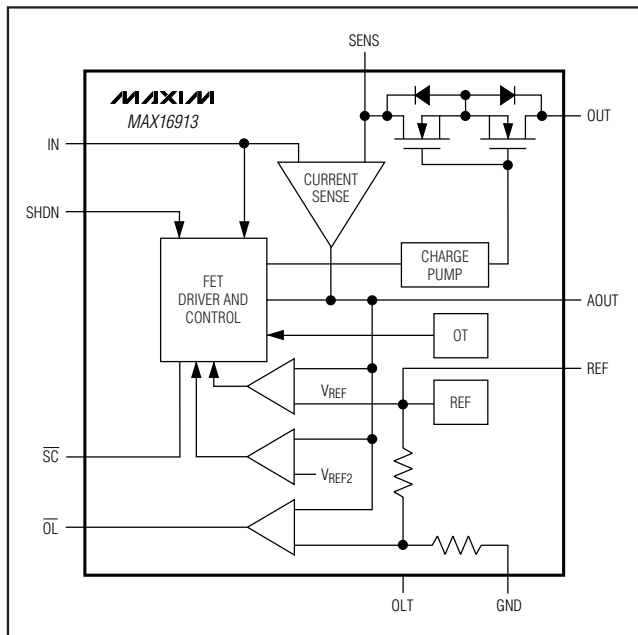 SENS
MAXIM
MAX16913
OUT
IN
CURRENT
SENSE
SHDN
FET
DRIVER AND
CONTROL
CHARGE
PUMP
AOUT
OT
REF
VREF
REF
SC
VREF2
OL
OLT
GND